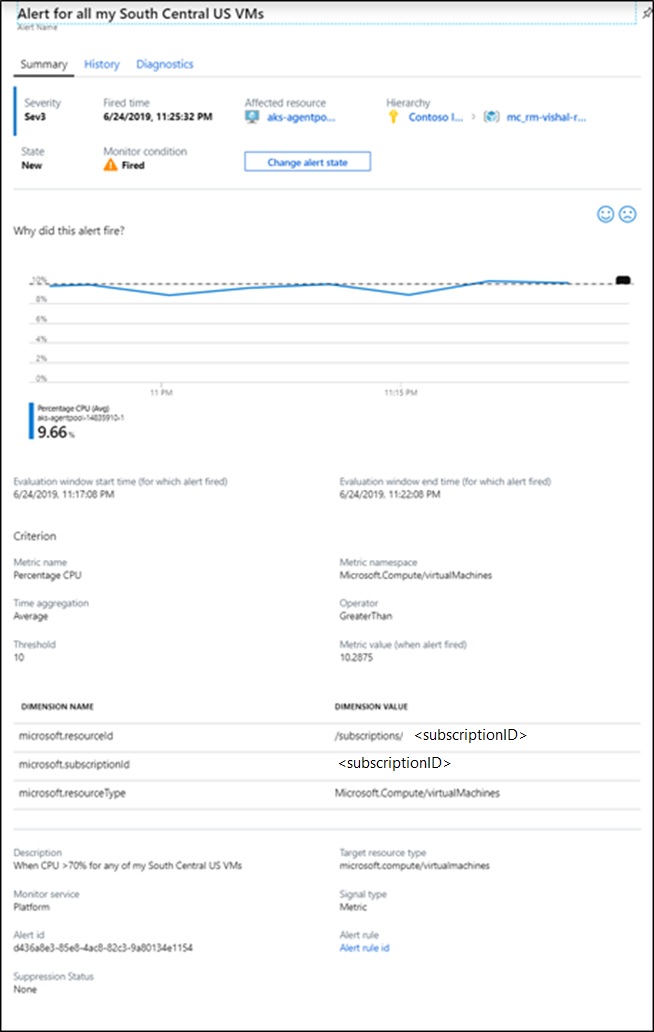 Alert for all my South Central US VMs
Alert Name
Summary History Diagnostics
Severity Fired time Affected resource Hierarchy
Sev3 6/24/2019, 11:25:32 PM aks-agentpo... Contoso I... > mc_rm-vishal-r...
State Monitor condition
New Fired Change alert state
Why did this alert fire?
10%
8%
6%
4%
2%
0%
11 PM 11:15 PM
Percentage CPU (Avg)
aks-agentpool-14835910-1
9.66 %
Evaluation window start time (for which alert fired) Evaluation window end time (for which alert fired)
6/24/2019, 11:17:08 PM 6/24/2019, 11:22:08 PM
Criterion
Metric name Metric namespace
Percentage CPU Microsoft.Compute/virtualMachines
Time aggregation Operator
Average GreaterThan
Threshold Metric value (when alert fired)
10 10.2875
DIMENSION NAME DIMENSION VALUE
microsoft.resourceId /subscriptions/ <subscriptionID>
microsoft.subscriptionId <subscriptionID>
microsoft.resourceType Microsoft.Compute/virtualMachines
Description Target resource type
When CPU >70% for any of my South Central US VMs microsoft.compute/virtualmachines
Monitor service Signal type
Platform Metric
Alert id Alert rule
d436a8e3-85e8-4ac8-82c3-9a80134e1154 Alert rule id
Suppression Status
None